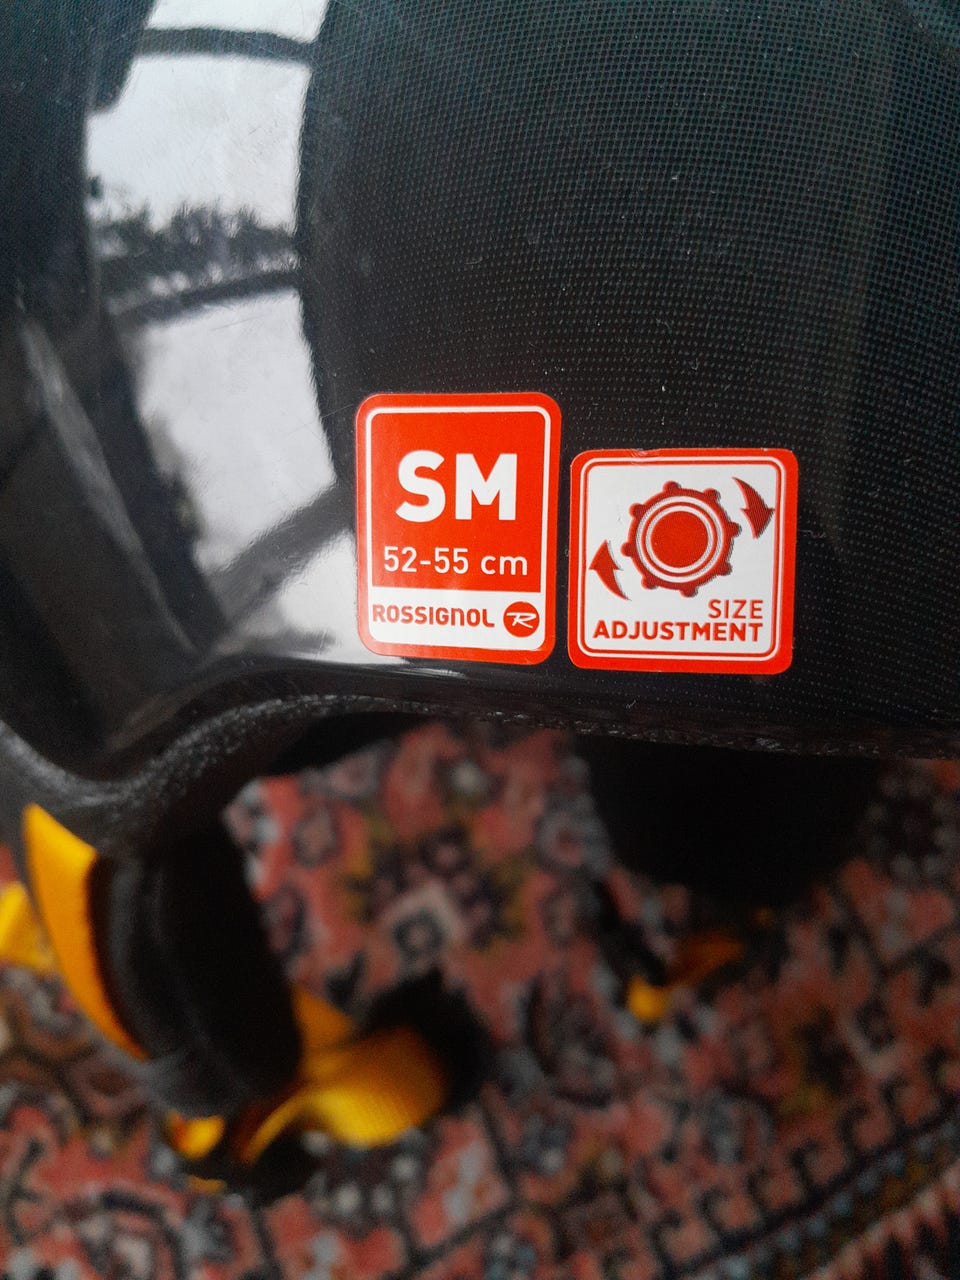 SM
52-55 cm
ROSSIGNOL R
SIZE
ADJUSTMENT